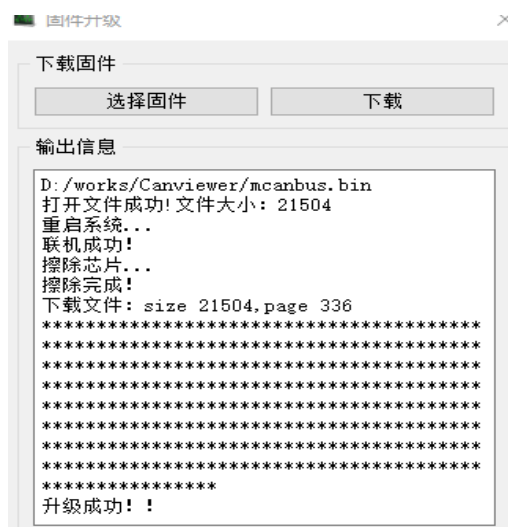 固件升级
下载固件
选择固件
下载
输出信息
D:/works/Canviewer/mcanbus.bin
打开文件成功!文件大小: 21504
重启系统...
联机成功!
擦除芯片...
擦除完成!
下载文件: size 21504,page 336
****************************************
****************************************
****************************************
****************************************
****************************************
****************************************
****************************************
****************************************
****************
升级成功! !